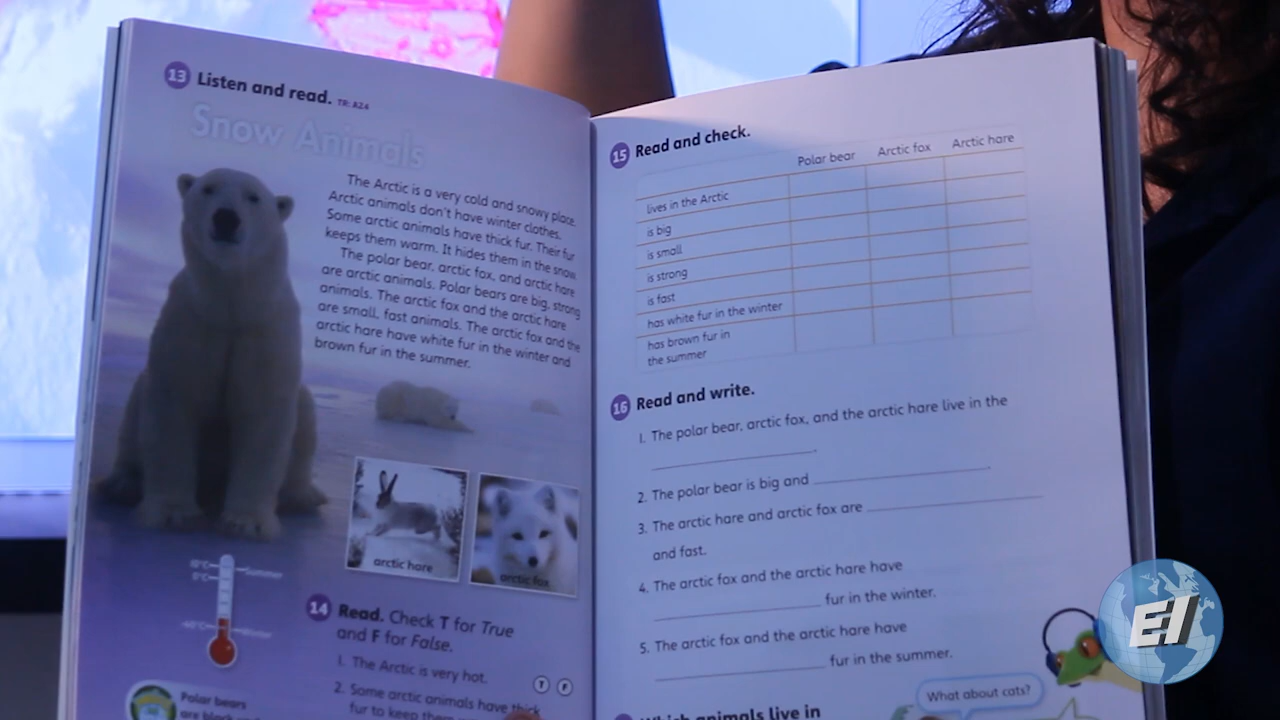 13 Listen and read. TR: A24
Snow Animals
The Arctic is a very cold and snowy place.
Arctic animals don't have winter clothes.
Some arctic animals have thick fur. Their fur
keeps them warm. It hides them in the snow.
The polar bear, arctic fox, and arctic hare
are arctic animals. Polar bears are big, strong
animals. The arctic fox and the arctic hare
are small, fast animals. The arctic fox and the
arctic hare have white fur in the winter and
brown fur in the summer.
arctic hare
arctic fox
0°C
Summer
Winter
14 Read. Check T for True
and F for False.
1. The Arctic is very hot. T F
2. Some arctic animals have thick
fur to keep
Polar bears
are black
15 Read and check.
Polar bear Arctic fox Arctic hare
lives in the Arctic
is big
is small
is strong
is fast
has white fur in the winter
has brown fur in
the summer
16 Read and write.
1. The polar bear, arctic fox, and the arctic hare live in the
.
2. The polar bear is big and .
3. The arctic hare and arctic fox are
and fast.
4. The arctic fox and the arctic hare have
fur in the winter.
5. The arctic fox and the arctic hare have
fur in the summer.
Which animals live in
What about cats?
EI